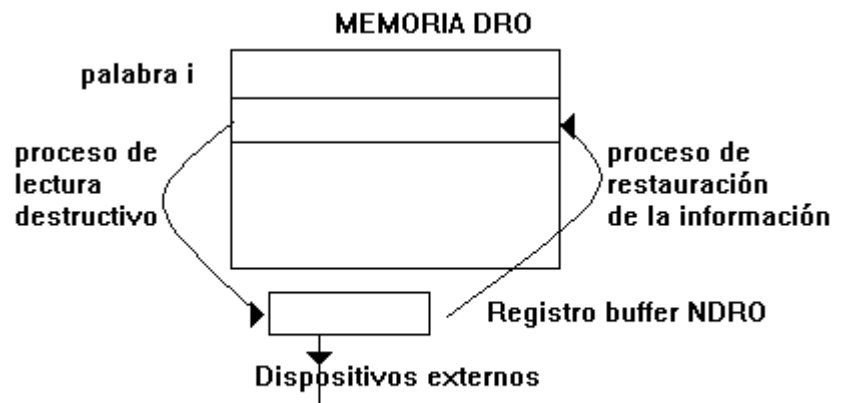 MEMORIA DRO
palabra i
proceso de
lectura
destructivo
proceso de
restauración
de la información
Registro buffer NDRO
Dispositivos externos